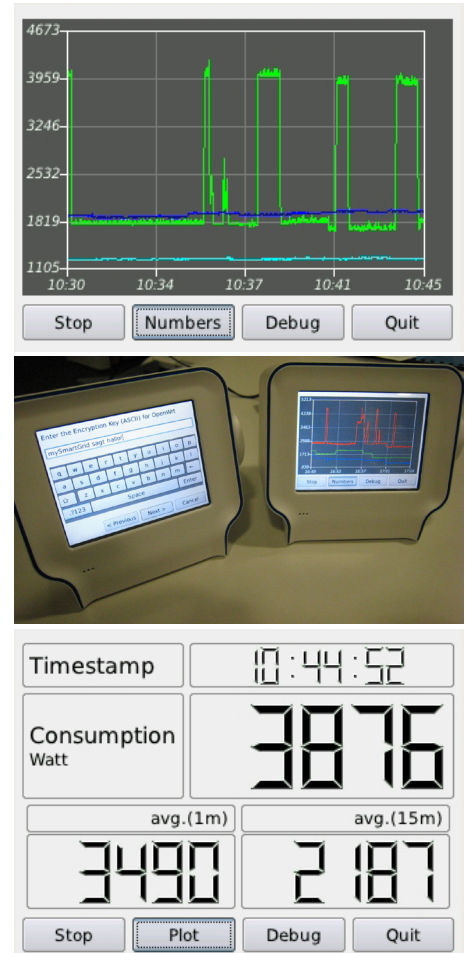 4673
3959
3246
2532
1819
1105
10:30 10:34 10:37 10:41 10:45
Stop Numbers Debug Quit
Enter the Encryption Key (ASCII) for OpenWrt
mySmartGrid sagt hallo!
q w e r t y u i o p
a s d f g h j k l
z x c v b n m
.?123 Space Enter
< Previous Next > Cancel
Stop Numbers Debug Quit
Timestamp 10:44:52
Consumption 3876
Watt
avg.(1m) avg.(15m)
3490 2187
Stop Plot Debug Quit